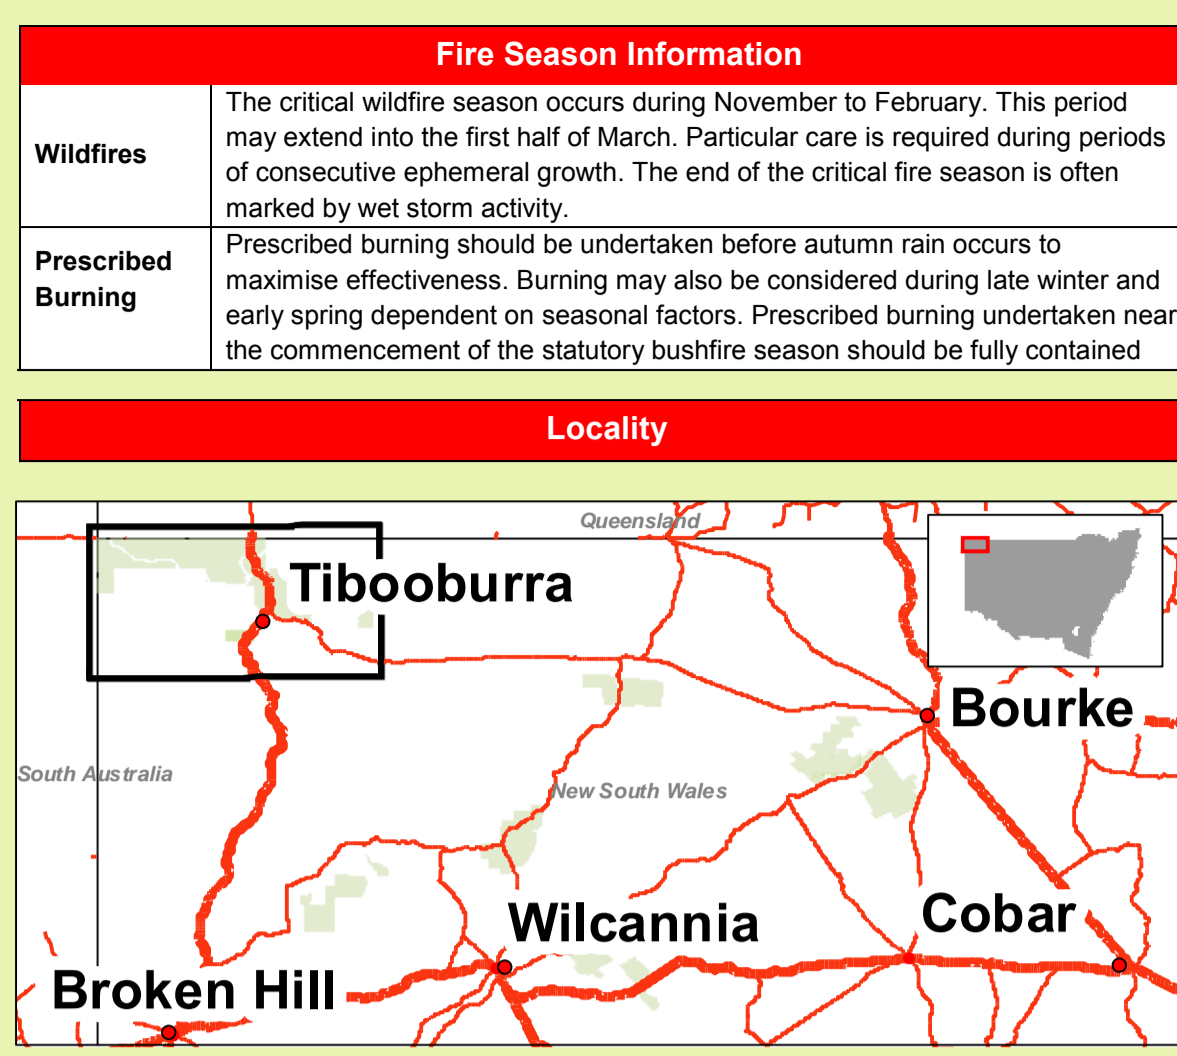 Fire Season Information
Wildfires
The critical wildfire season occurs during November to February. This period
may extend into the first half of March. Particular care is required during periods
of consecutive ephemeral growth. The end of the critical fire season is often
marked by wet storm activity.
Prescribed
Burning
Prescribed burning should be undertaken before autumn rain occurs to
maximise effectiveness. Burning may also be considered during late winter and
early spring dependent on seasonal factors. Prescribed burning undertaken near
the commencement of the statutory bushfire season should be fully contained
Locality
Queensland
Tibooburra
Bourke
South Australia
New South Wales
Wilcannia
Cobar
Broken Hill